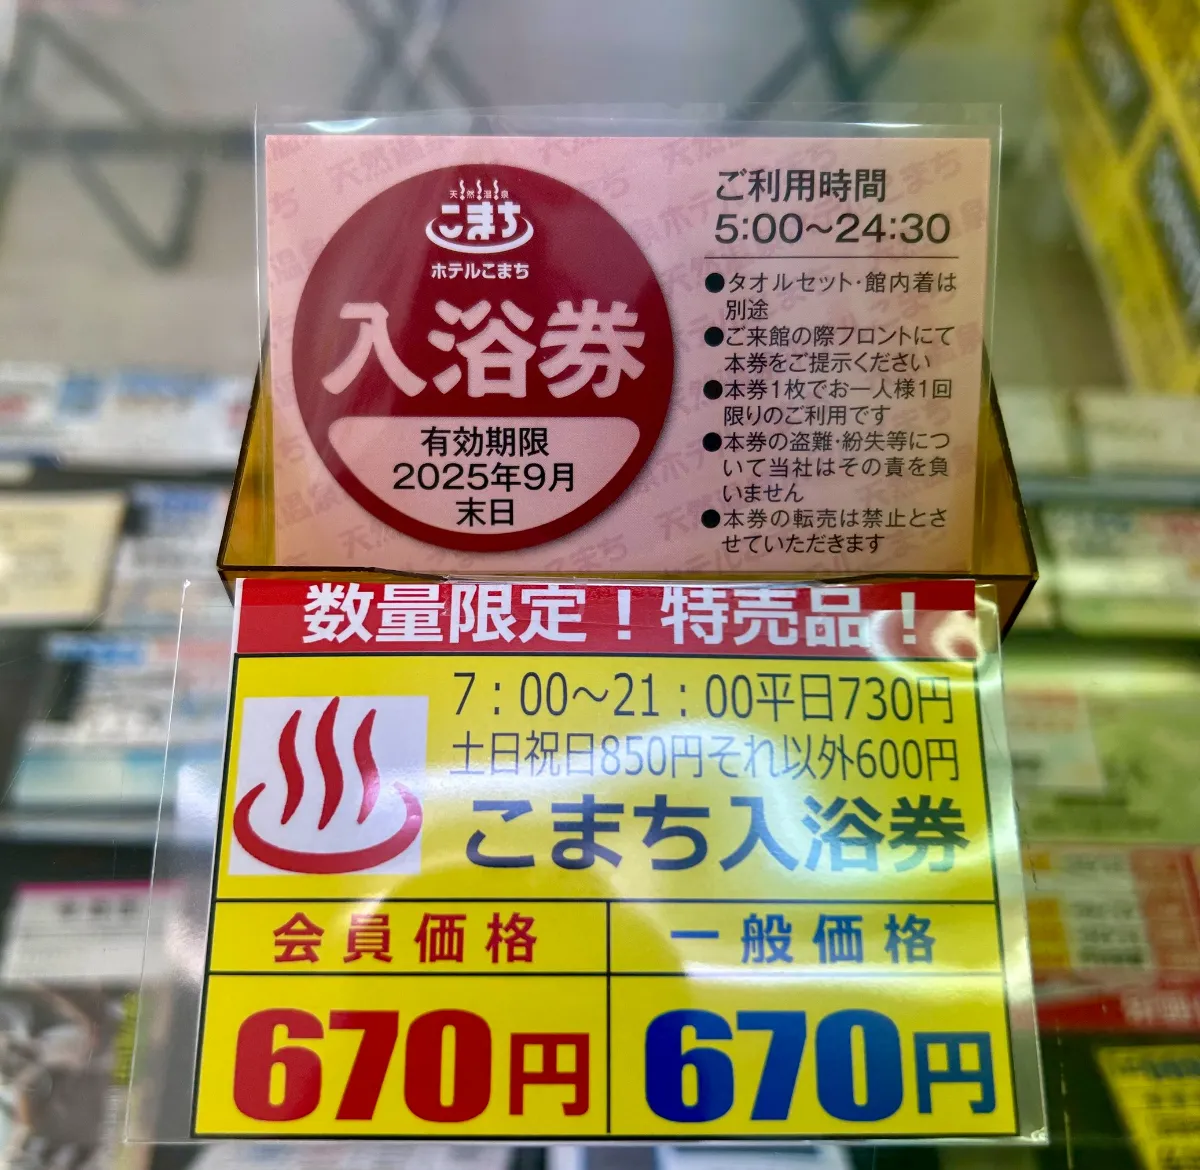 天然温泉
こまち
ホテルこまち
入浴券
有効期限
2025年9月
末日
ご利用時間
5:00～24:30
●タオルセット・館内着は
別途
●ご来館の際フロントにて
本券をご提示ください
●本券1枚でお一人様1回
限りのご利用です
●本券の盗難・紛失等につ
いて当社はその責を負
いません
●本券の転売は禁止とさ
せていただきます
数量限定！特売品！
7：00～21：00平日730円
土日祝日850円それ以外600円
こまち入浴券
会員価格
一般価格
670円
670円